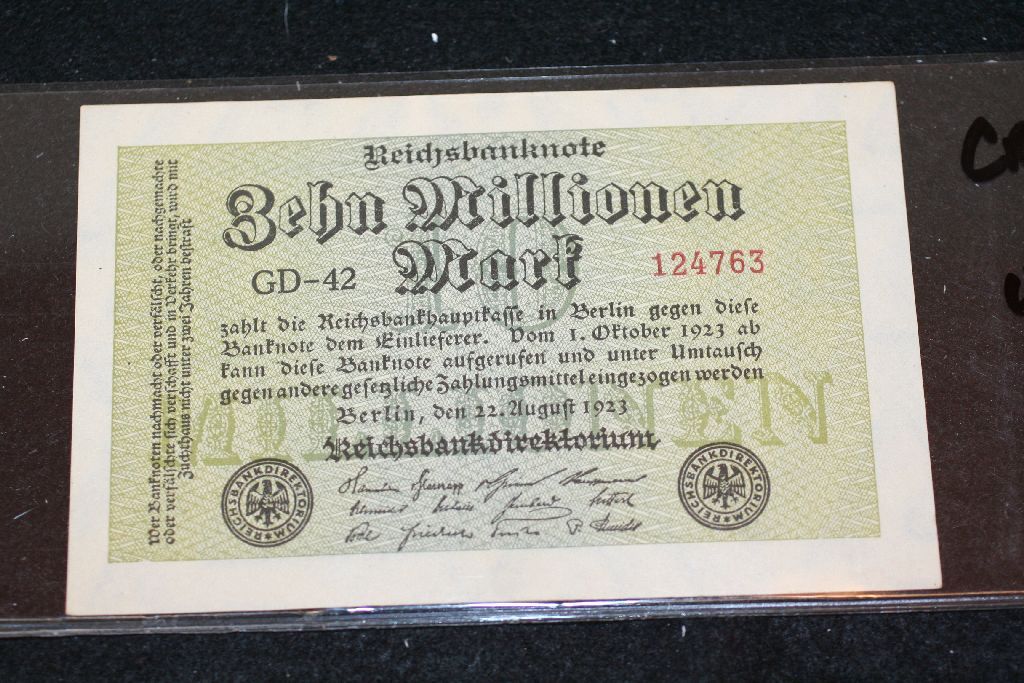 Reichsbanknote
Zehn Millionen
Mark
GD-42
124763
zahlt die Reichsbankhauptkasse in Berlin gegen diese
Banknote dem Einlieferer. Vom 1. Oktober 1923 ab
kann diese Banknote aufgerufen und unter Umtausch
gegen andere gesetzliche Zahlungsmittel eingezogen werden
Berlin, den 22. August 1923
Reichsbankdirektorium
REICHSBANKDIREKTORIUM
REICHSBANKDIREKTORIUM
Wer Banknoten nachmacht oder verfälscht, oder nachgemachte
oder verfälschte sich verschafft und in Verkehr bringt, wird mit
Zuchthaus nicht unter zwei Jahren bestraft.
10